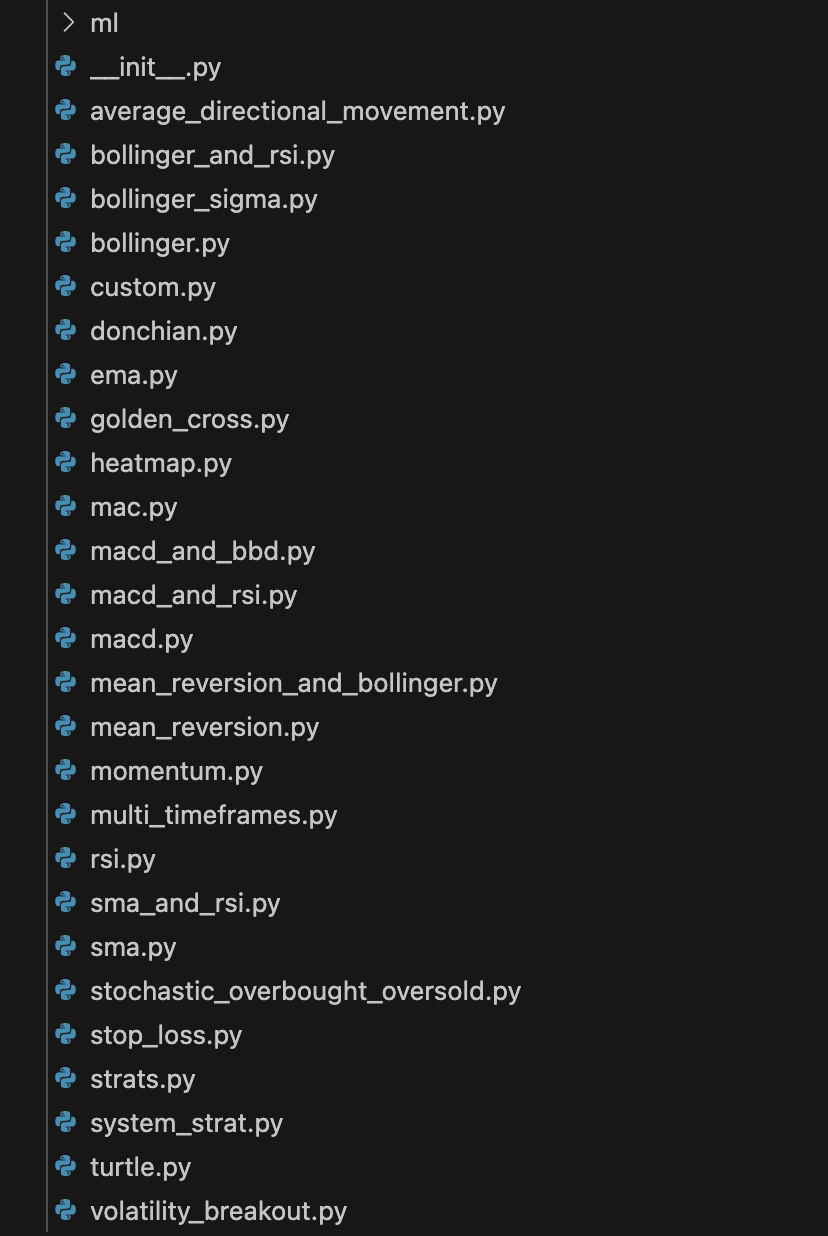 ml
__init__.py
average_directional_movement.py
bollinger_and_rsi.py
bollinger_sigma.py
bollinger.py
custom.py
donchian.py
ema.py
golden_cross.py
heatmap.py
mac.py
macd_and_bbd.py
macd_and_rsi.py
macd.py
mean_reversion_and_bollinger.py
mean_reversion.py
momentum.py
multi_timeframes.py
rsi.py
sma_and_rsi.py
sma.py
stochastic_overbought_oversold.py
stop_loss.py
strats.py
system_strat.py
turtle.py
volatility_breakout.py